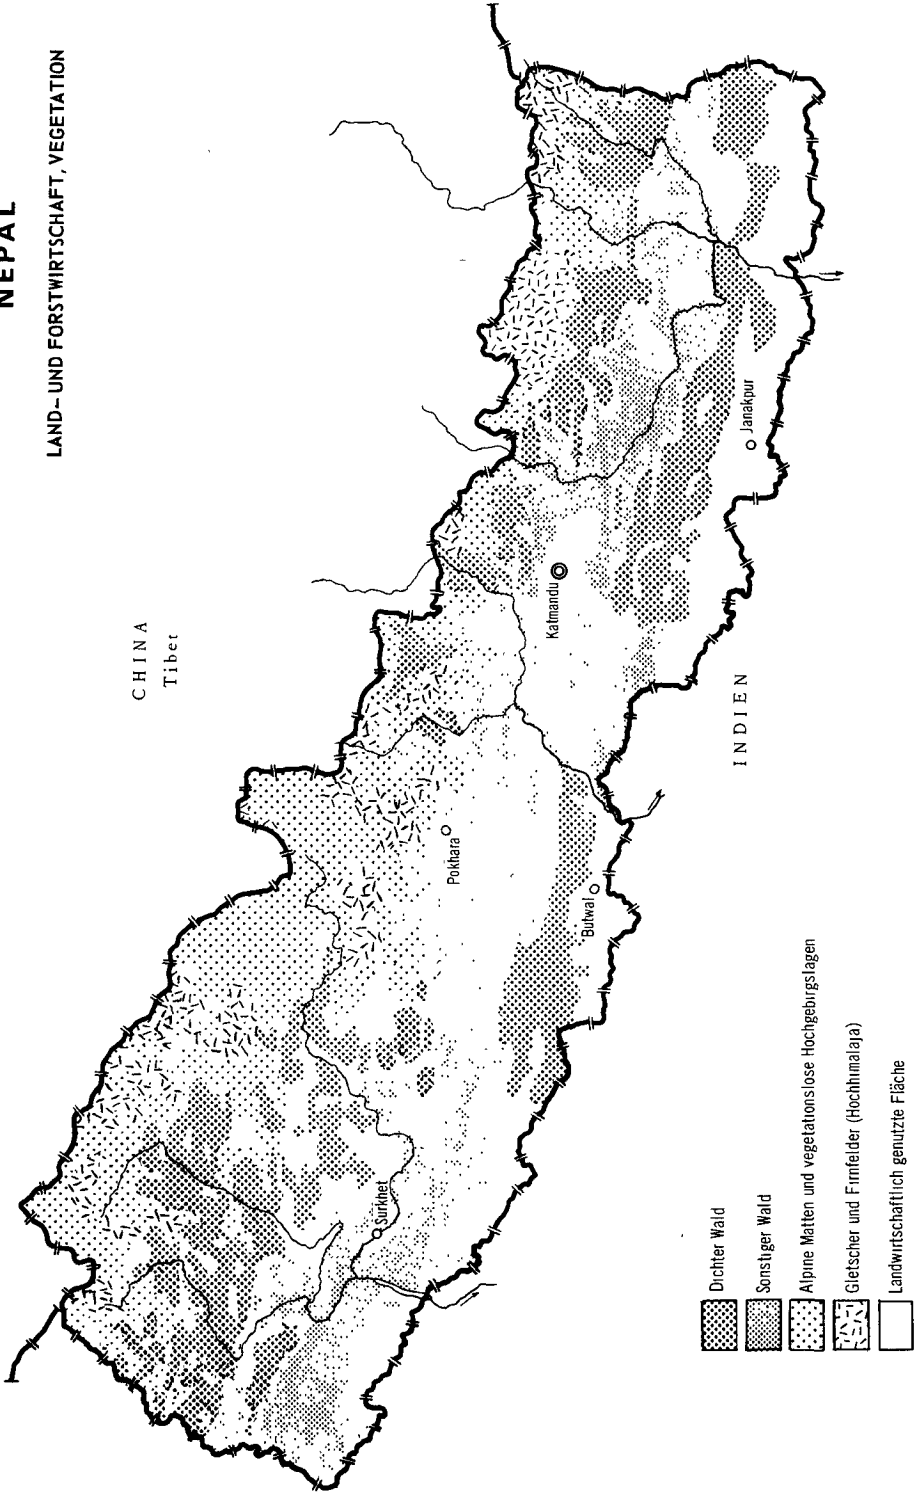 NEPAL
LAND- UND FORSTWIRTSCHAFT, VEGETATION
CHINA
Tibet
Katmandu
Janakpur
Pokhara
Butwal
Surkhet
INDIEN
Dichter Wald
Sonstiger Wald
Alpine Matten und vegetationslose Hochgebirgslagen
Gletscher und Firnfelder (Hochhimalaja)
Landwirtschaftlich genutzte Fläche